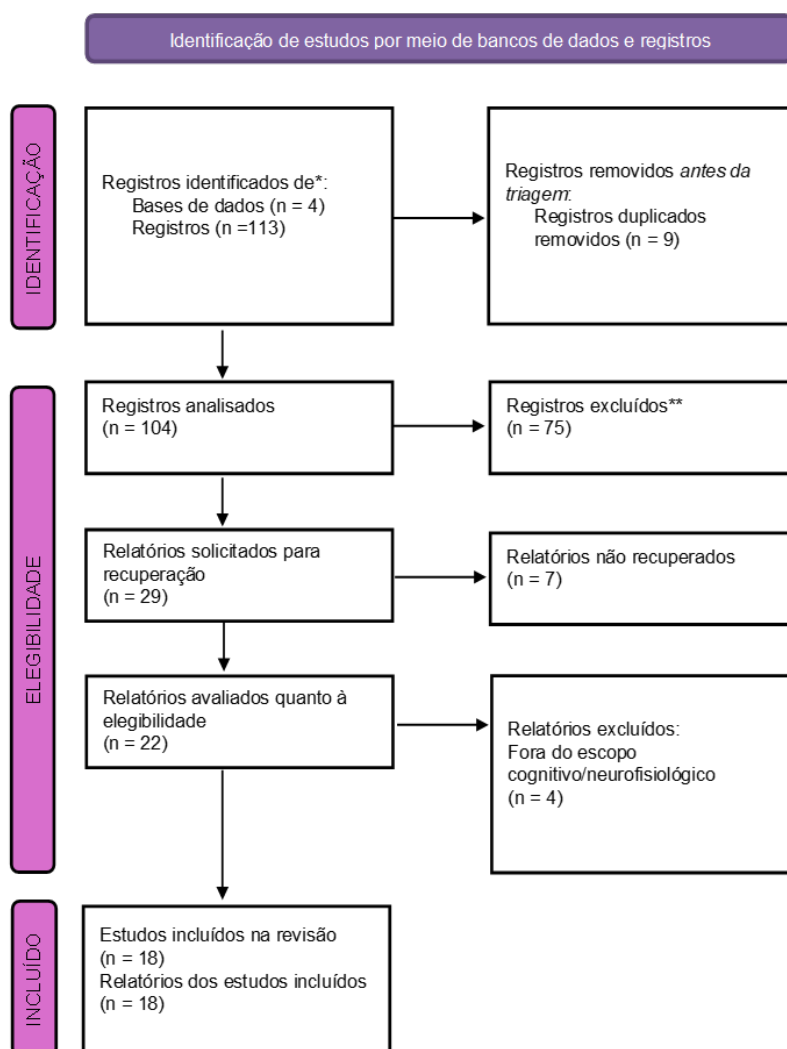 Identificação de estudos por meio de bancos de dados e registros
IDENTIFICAÇÃO
Registros identificados de*:
Bases de dados (n = 4)
Registros (n =113)
Registros removidos antes da
triagem:
Registros duplicados
removidos (n = 9)
ELEGIBILIDADE
Registros analisados
(n = 104)
Registros excluídos**
(n = 75)
Relatórios solicitados para
recuperação
(n = 29)
Relatórios não recuperados
(n = 7)
Relatórios avaliados quanto à
elegibilidade
(n = 22)
Relatórios excluídos:
Fora do escopo
cognitivo/neurofisiológico
(n = 4)
INCLUÍDO
Estudos incluídos na revisão
(n = 18)
Relatórios dos estudos incluídos
(n = 18)